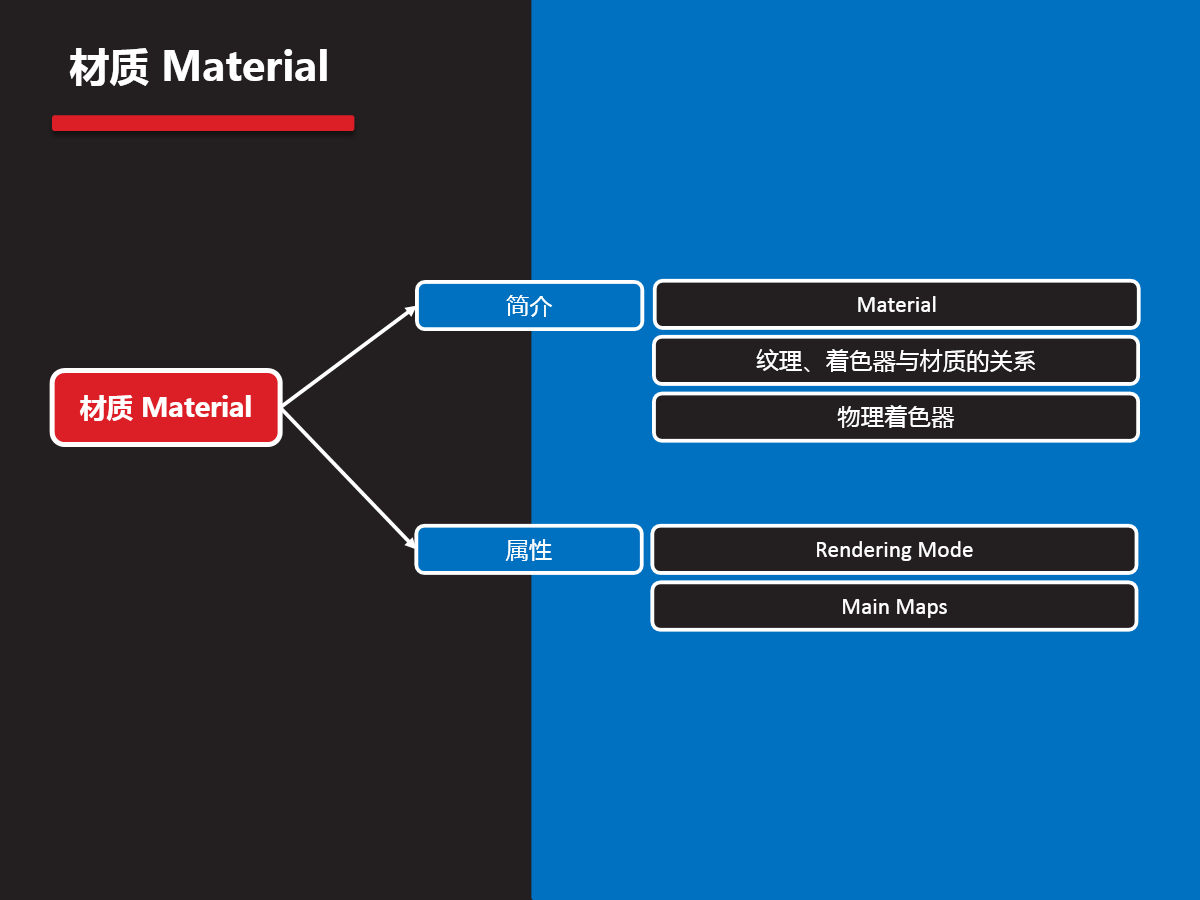 材质 Material
材质 Material
简介
Material
纹理、着色器与材质的关系
物理着色器
属性
Rendering Mode
Main Maps